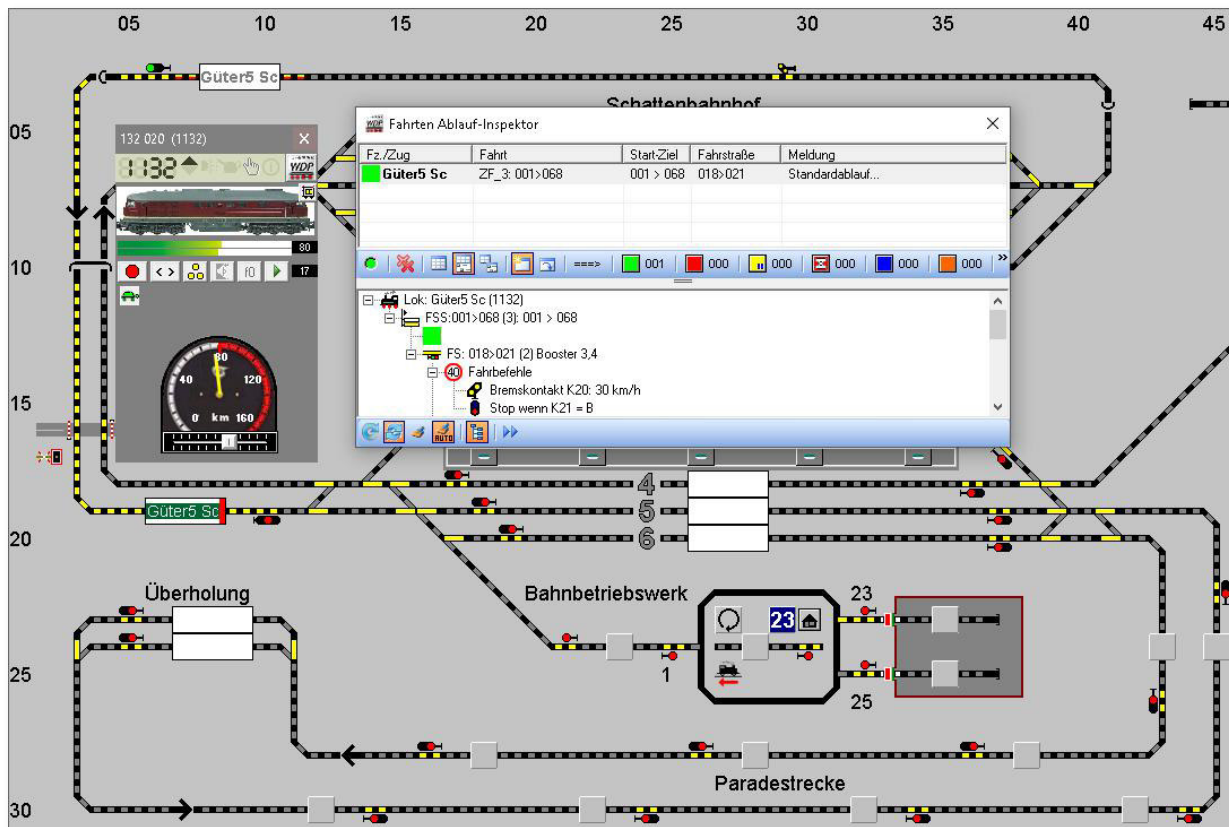 05 10 15 20 25 30 35 40 45
Güter5 Sc
Schattenbahnhof
05
132 020 (1132)
1132
WDP
80
f0
17
40 80 120
0 km 160
WDP Fahrten Ablauf-Inspektor
Fz./Zug Fahrt Start-Ziel Fahrstraße Meldung
Güter5 Sc ZF_3: 001>068 001 > 068 018>021 Standardablauf...
===> 001 000 000 000 000 000 »
Lok: Güter5 Sc (1132)
FSS:001>068 (3): 001 > 068
FS: 018>021 (2) Booster 3,4
40 Fahrbefehle
Bremskontakt K20: 30 km/h
Stop wenn K21 = B
AUTO
10
15
4
Güter5 Sc
5
20
6
Überholung
Bahnbetriebswerk
23
23
1
25
25
Paradestrecke
30